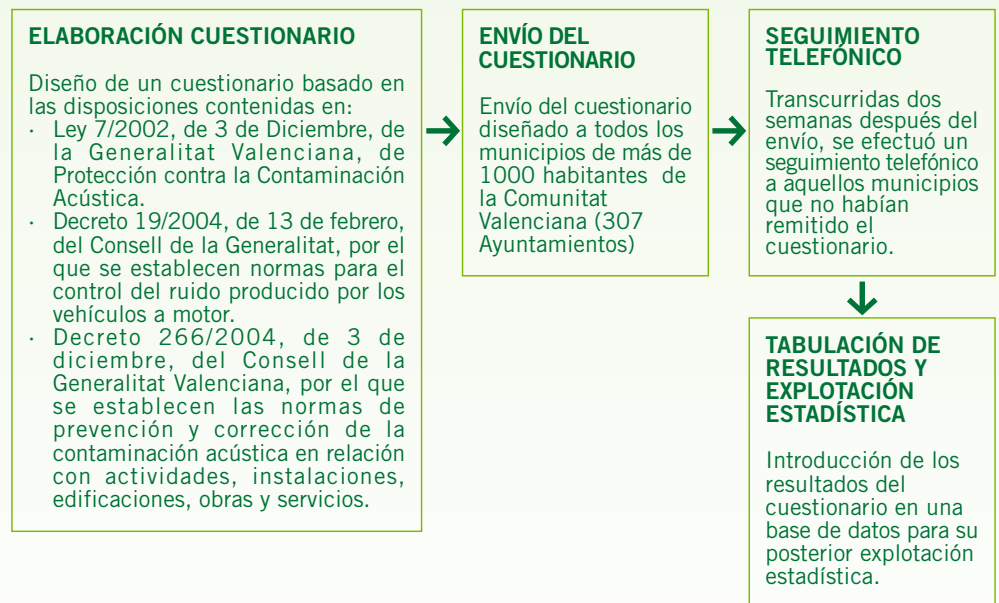 ELABORACIÓN CUESTIONARIO
Diseño de un cuestionario basado en
las disposiciones contenidas en:
· Ley 7/2002, de 3 de Diciembre, de
la Generalitat Valenciana, de
Protección contra la Contaminación
Acústica.
· Decreto 19/2004, de 13 de febrero,
del Consell de la Generalitat, por el
que se establecen normas para el
control del ruido producido por los
vehículos a motor.
· Decreto 266/2004, de 3 de
diciembre, del Consell de la
Generalitat Valenciana, por el que
se establecen las normas de
prevención y corrección de la
contaminación acústica en relación
con actividades, instalaciones,
edificaciones, obras y servicios.
ENVÍO DEL
CUESTIONARIO
Envío del cuestionario
diseñado a todos los
municipios de más de
1000 habitantes de
la Comunitat
Valenciana (307
Ayuntamientos)
SEGUIMIENTO
TELEFÓNICO
Transcurridas dos
semanas después del
envío, se efectuó un
seguimiento telefónico
a aquellos municipios
que no habían
remitido el
cuestionario.
TABULACIÓN DE
RESULTADOS Y
EXPLOTACIÓN
ESTADÍSTICA
Introducción de los
resultados del
cuestionario en una
base de datos para su
posterior explotación
estadística.